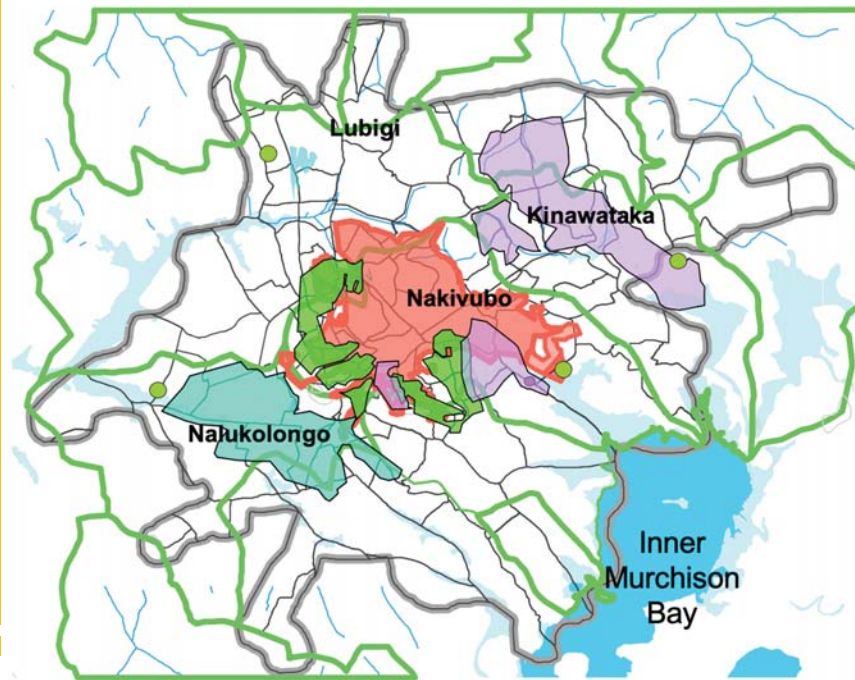 Lubigi
Kinawataka
Nakivubo
Nalukolongo
Inner
Murchison
Bay